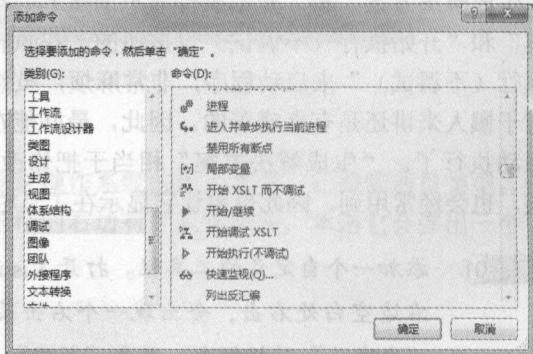 添加命令
选择要添加的命令，然后单击“确定”。
类别(G):
命令(D):
工具
工作流
工作流设计器
类图
设计
生成
视图
体系结构
调试
图像
团队
外接程序
文本转换
进程
进入并单步执行当前进程
禁用所有断点
局部变量
开始 XSLT 而不调试
开始/继续
开始调试 XSLT
开始执行(不调试)
快速监视(Q)...
列出反汇编
确定
取消